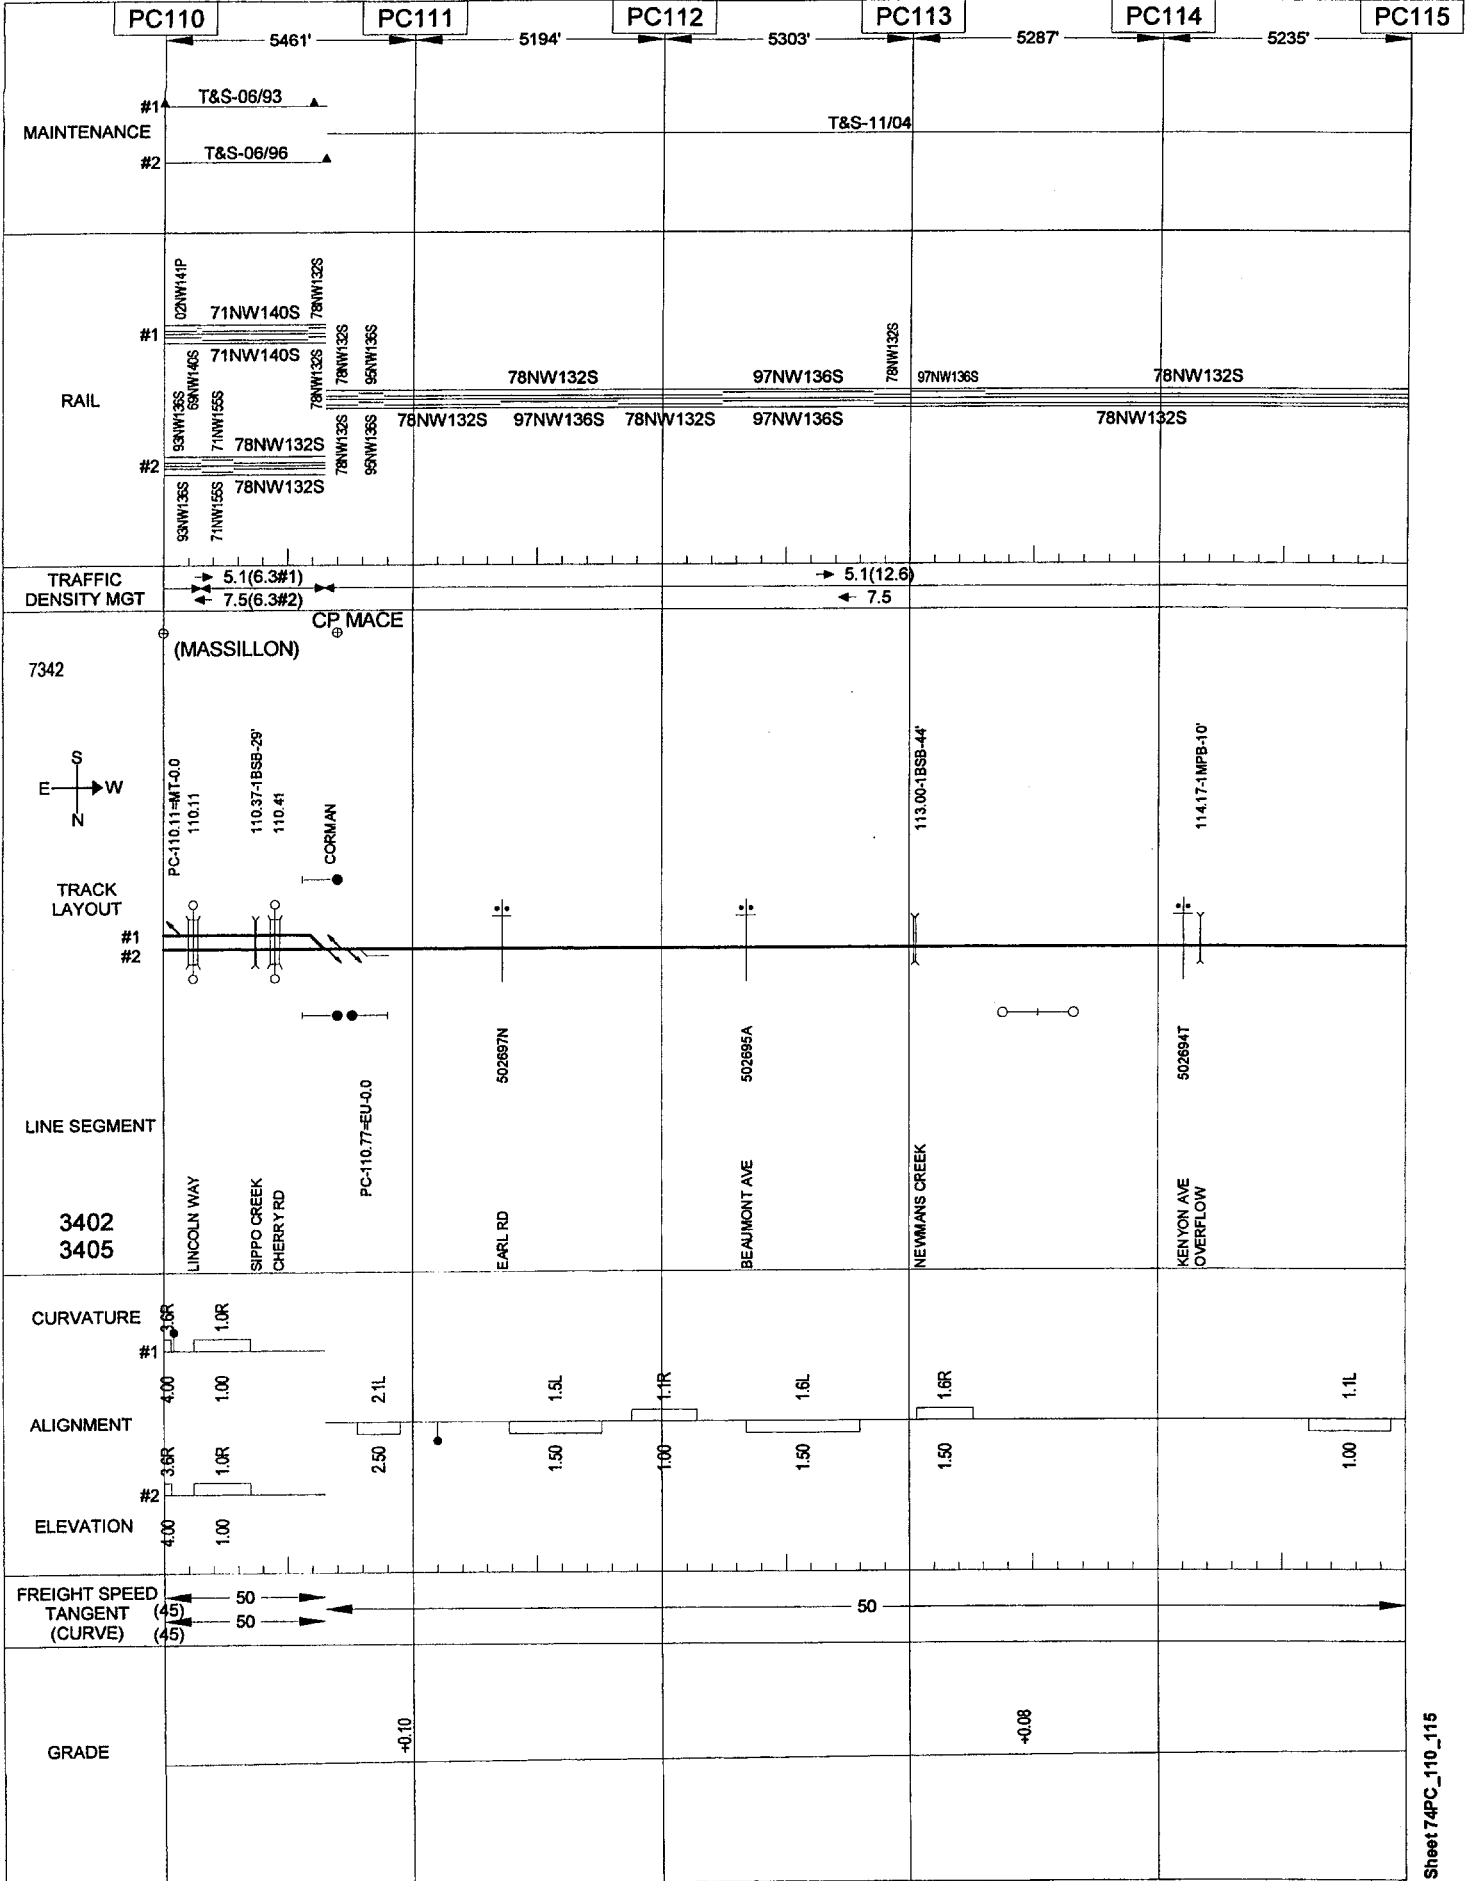 PC110 PC111 PC112 PC113 PC114 PC115
5461' 5194' 5303' 5287' 5235'
#1 T&S-06/93
MAINTENANCE T&S-11/04
#2 T&S-06/96
02NW141P
71NW140S
78NW132S
#1
71NW140S
69NW140S
78NW132S
78NW132S
95NW136S
78NW132S
97NW136S
78NW132S
97NW136S
78NW132S
RAIL
78NW132S
97NW136S
78NW132S
97NW136S
78NW132S
93NW136S
71NW155S
78NW132S
78NW132S
95NW136S
#2
78NW132S
93NW136S
71NW155S
TRAFFIC
DENSITY MGT
5.1(6.3#1)
7.5(6.3#2)
5.1(12.6)
7.5
CP MACE
(MASSILLON)
7342
S
E W
N
PC-110.11=MT-0.0
110.11
110.37-1BSB-29'
110.41
CORMAN
113.00-1BSB-44'
114.17-1MPB-10'
TRACK
LAYOUT
#1
#2
502697N
502695A
502694T
PC-110.77=EU-0.0
LINE SEGMENT
3402
3405
LINCOLN WAY
SIPPO CREEK
CHERRY RD
EARL RD
BEAUMONT AVE
NEWMANS CREEK
KENYON AVE
OVERFLOW
CURVATURE
3.6R
1.0R
#1
4.00
1.00
2.1L
1.5L
1.1R
1.6L
1.6R
1.1L
ALIGNMENT
3.6R
1.0R
2.50
1.50
1.00
1.50
1.50
1.00
#2
ELEVATION
4.00
1.00
FREIGHT SPEED
TANGENT (45)
(CURVE) (45)
50
50
50
GRADE
+0.10
+0.08
Sheet 74PC_110_115